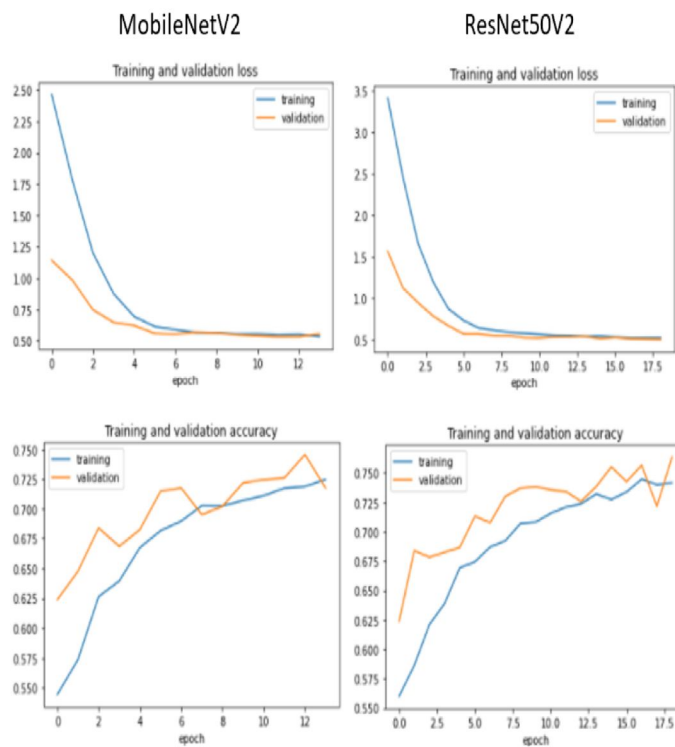 MobileNetV2
ResNet50V2
Training and validation loss
training
validation
2.50
2.25
2.00
1.75
1.50
1.25
1.00
0.75
0.50
0 2 4 6 8 10 12
epoch
Training and validation loss
training
validation
3.5
3.0
2.5
2.0
1.5
1.0
0.5
0.0 2.5 5.0 7.5 10.0 12.5 15.0 17.5
epoch
Training and validation accuracy
training
validation
0.750
0.725
0.700
0.675
0.650
0.625
0.600
0.575
0.550
0 2 4 6 8 10 12
epoch
Training and validation accuracy
training
validation
0.750
0.725
0.700
0.675
0.650
0.625
0.600
0.575
0.550
0.0 2.5 5.0 7.5 10.0 12.5 15.0 17.5
epoch